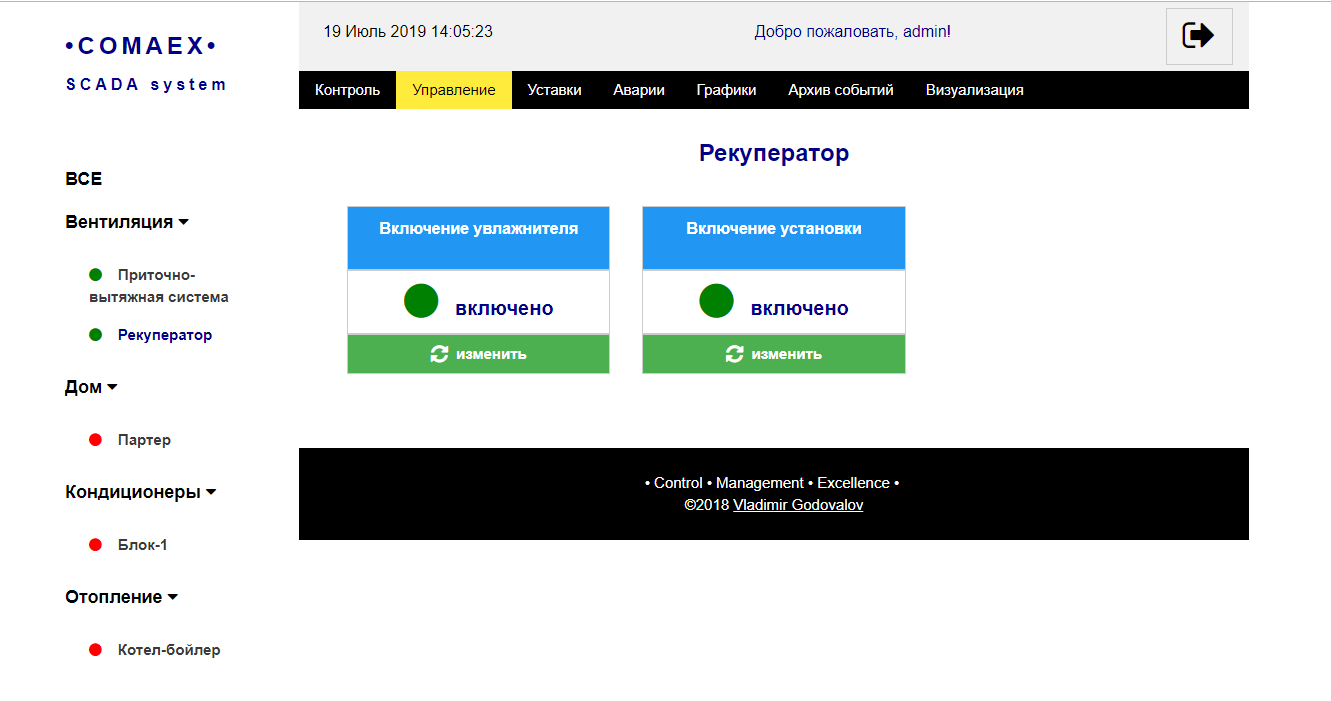 •COMAEX•
SCADA system
19 Июль 2019 14:05:23
Добро пожаловать, admin!
Контроль Управление Уставки Аварии Графики Архив событий Визуализация
ВСЕ
Вентиляция
Приточно-
вытяжная система
Рекуператор
Дом
Партер
Кондиционеры
Блок-1
Отопление
Котел-бойлер
Рекуператор
Включение увлажнителя
включено
изменить
Включение установки
включено
изменить
• Control • Management • Excellence •
©2018 Vladimir Godovalov